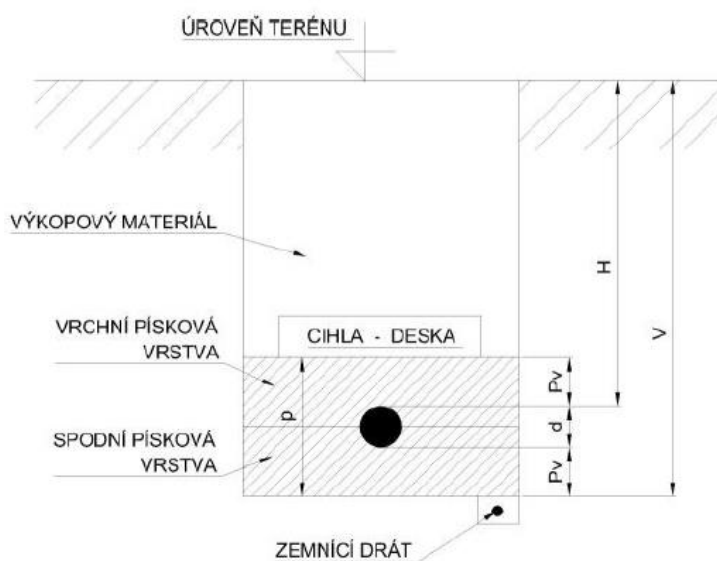 ÚROVEŇ TERÉNU
VÝKOPOVÝ MATERIÁL
H
V
VRCHNÍ PÍSKOVÁ
VRSTVA
CIHLA - DESKA
Pv
p
d
SPODNÍ PÍSKOVÁ
VRSTVA
Pv
ZEMNÍCÍ DRÁT